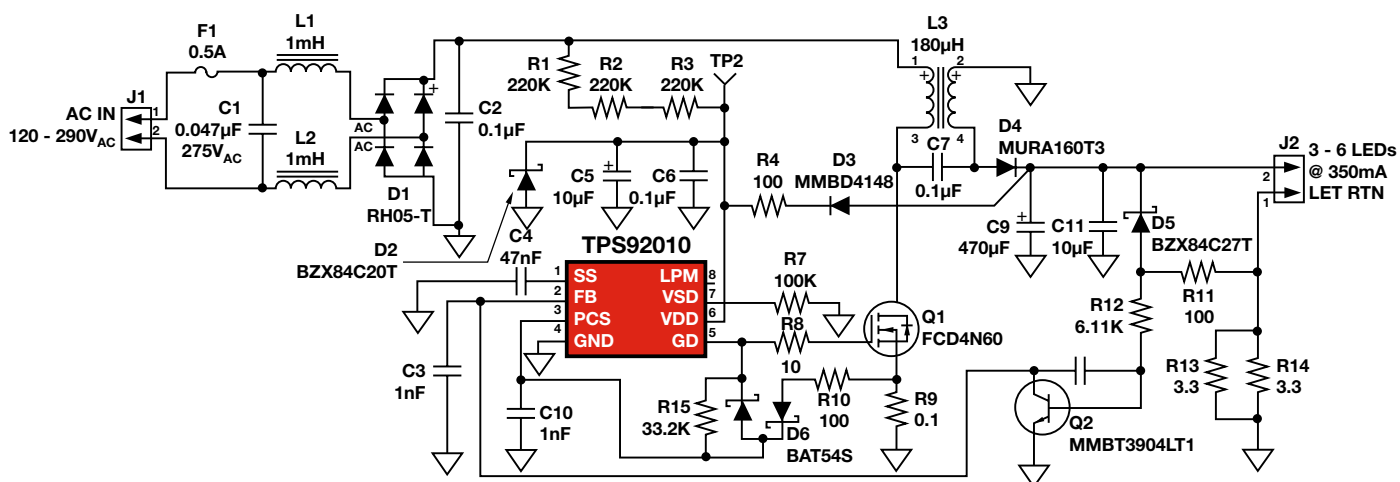 F1
0.5A
L1
1mH
J1
1
2
AC IN
120 - 290VAC
C1
0.047µF
275VAC
L2
1mH
AC
AC
+
D1
RH05-T
C2
0.1µF
R1
220K
R2
220K
R3
220K
TP2
L3
180µH
1
2
+
+
3
4
C7
0.1µF
D4
MURA160T3
J2
2
1
3 - 6 LEDs
@ 350mA
LET RTN
R4
100
D3
MMBD4148
D2
BZX84C20T
C5
+
10µF
C6
0.1µF
C4
47nF
TPS92010
1
SS
2
FB
3
PCS
4
GND
LPM
8
VSD
7
VDD
6
GD
5
R7
100K
R8
10
Q1
FCD4N60
C9
+
470µF
C11
10µF
D5
BZX84C27T
R11
100
R12
6.11K
R13
3.3
R14
3.3
C3
1nF
C10
1nF
R15
33.2K
D6
BAT54S
R10
100
R9
0.1
Q2
MMBT3904LT1